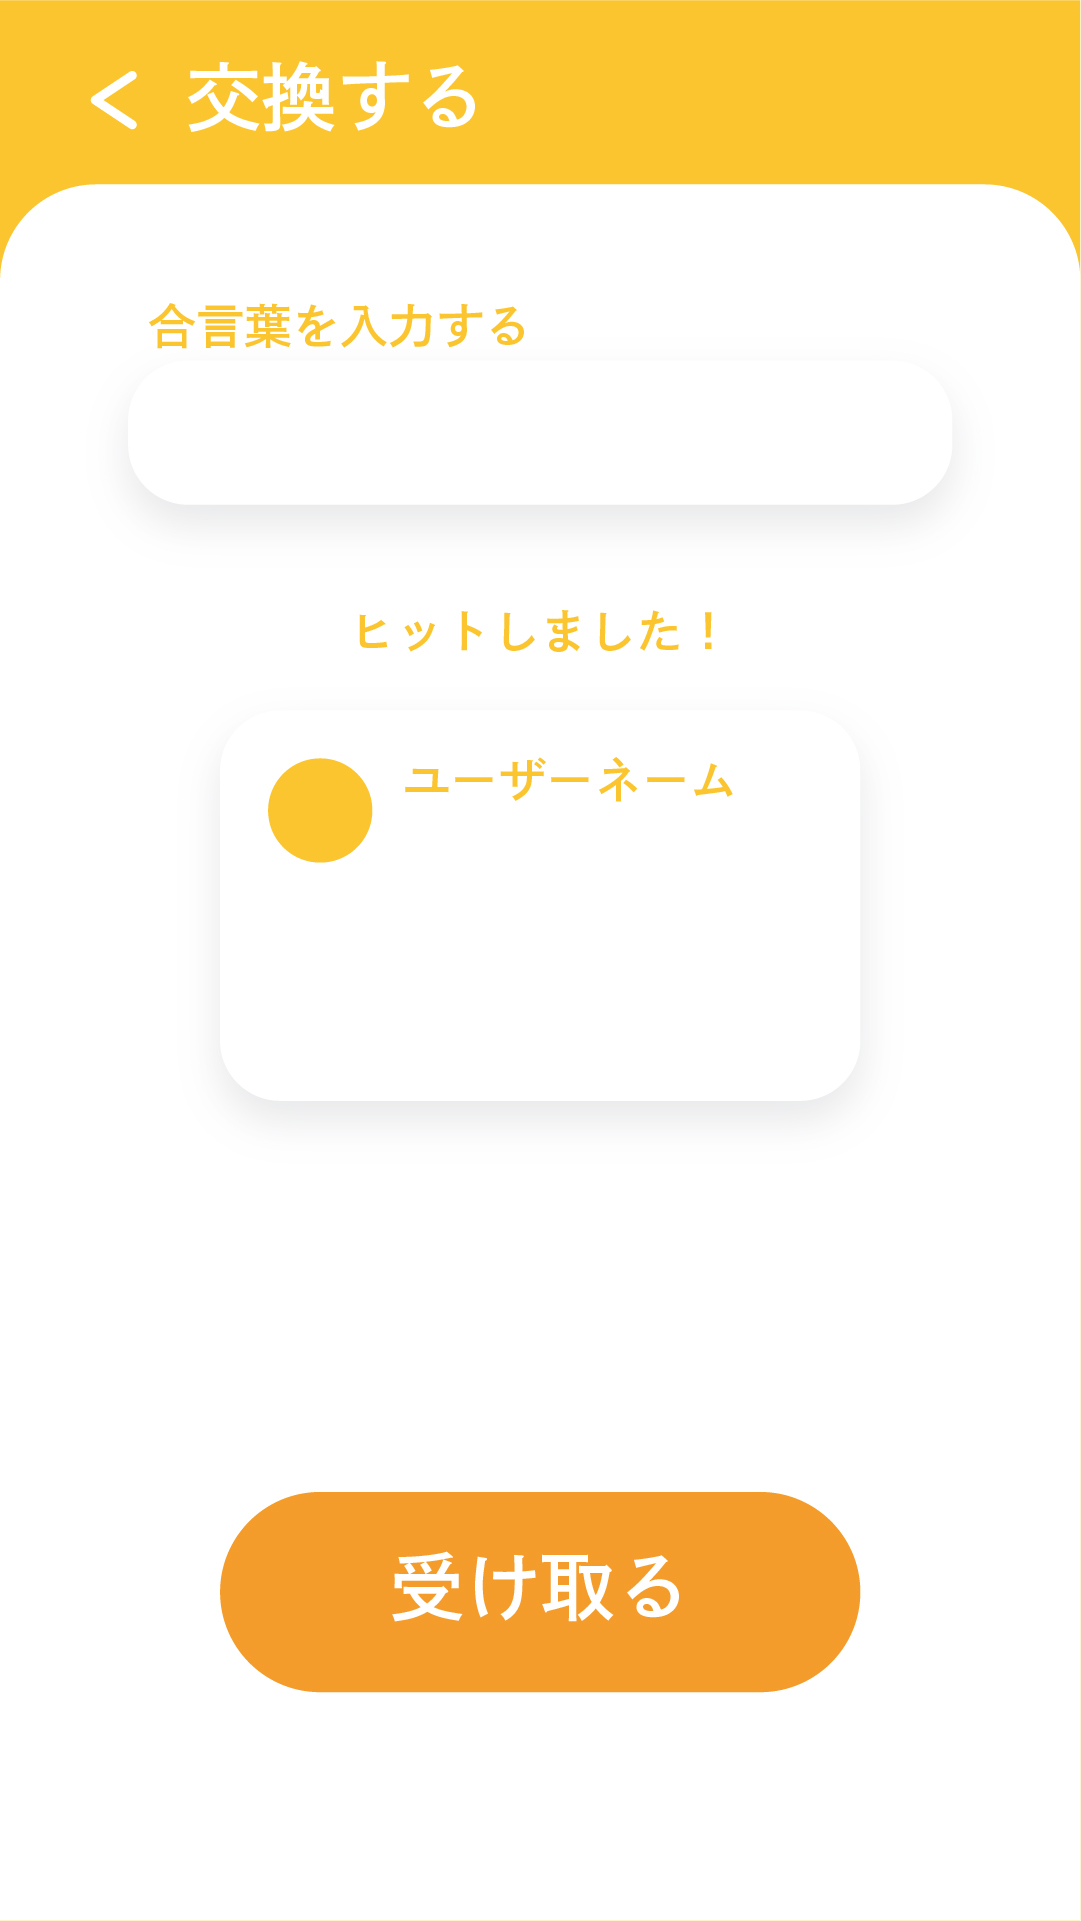 交換する
合言葉を入力する
ヒットしました！
ユーザーネーム
受け取る